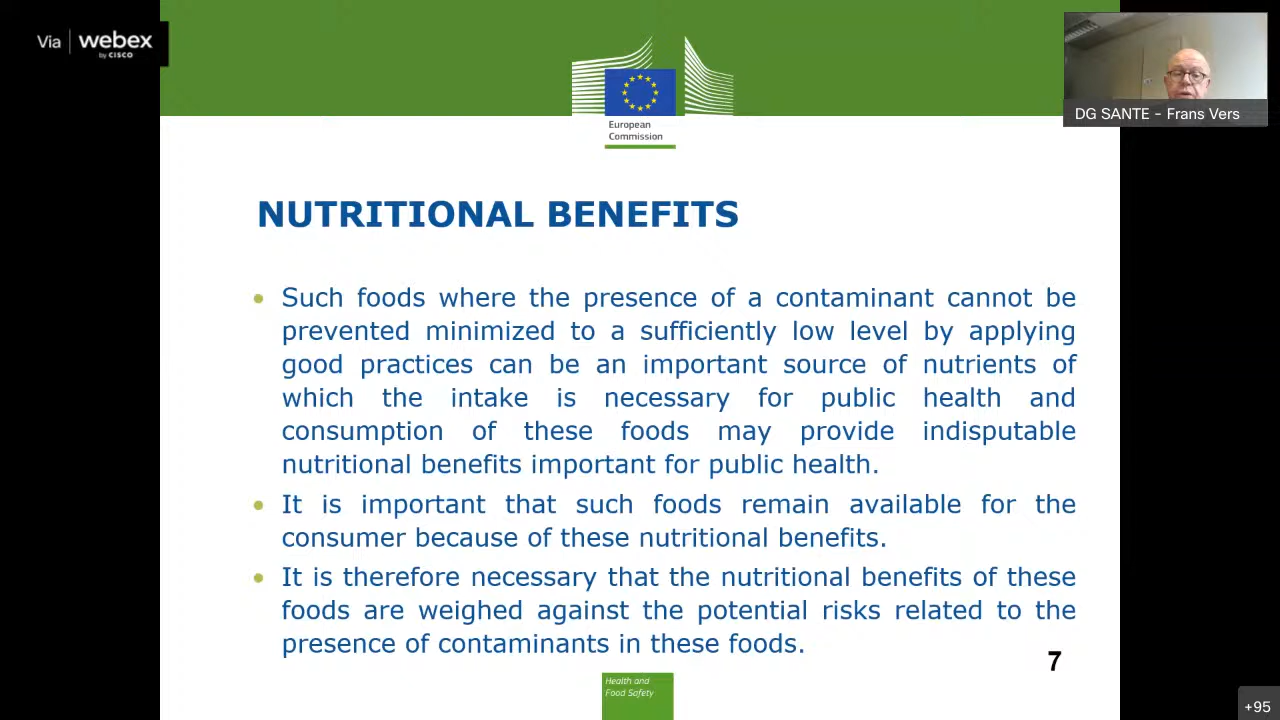 Via | webex
by CISCO
DG SANTE - Frans Vers
European
Commission
NUTRITIONAL BENEFITS
Such foods where the presence of a contaminant cannot be
prevented minimized to a sufficiently low level by applying
good practices can be an important source of nutrients of
which the intake is necessary for public health and
consumption of these foods may provide indisputable
nutritional benefits important for public health.
It is important that such foods remain available for the
consumer because of these nutritional benefits.
It is therefore necessary that the nutritional benefits of these
foods are weighed against the potential risks related to the
presence of contaminants in these foods.
7
Health and
Food Safety
+95